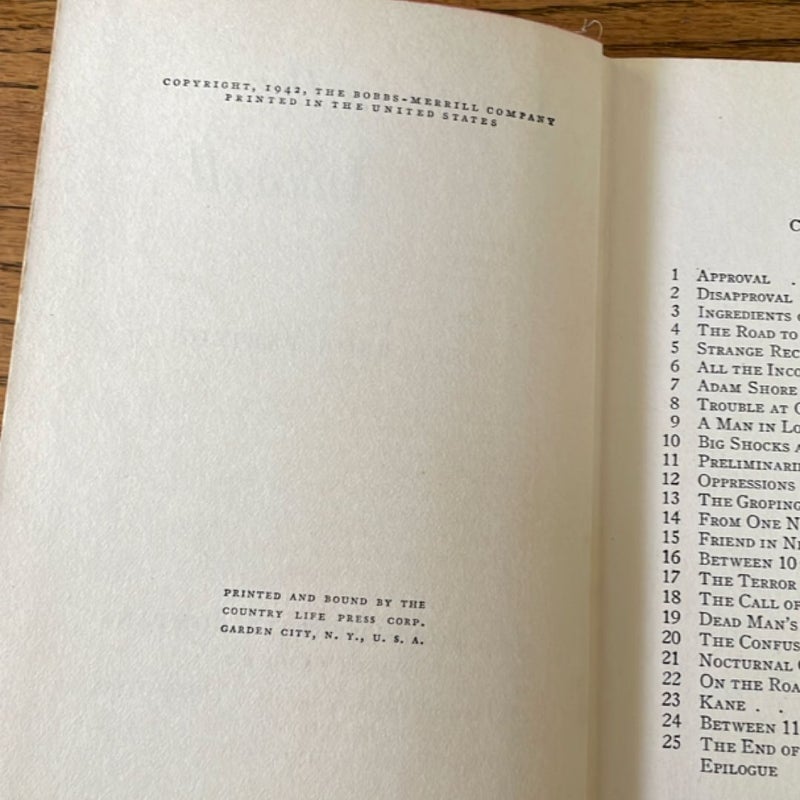 COPYRIGHT, 1942, THE BOBBS-MERRILL COMPANY
PRINTED IN THE UNITED STATES
PRINTED AND BOUND BY THE
COUNTRY LIFE PRESS CORP.
GARDEN CITY, N. Y., U. S. A.
C
1 APPROVAL .
2 DISAPPROVAL
3 INGREDIENTS
4 THE ROAD TO
5 STRANGE REC
6 ALL THE INCO
7 ADAM SHORE
8 TROUBLE AT
9 A MAN IN LO
10 BIG SHOCKS A
11 PRELIMINARI
12 OPPRESSIONS
13 THE GROPING
14 FROM ONE N
15 FRIEND IN NE
16 BETWEEN 10
17 THE TERROR
18 THE CALL OF
19 DEAD MAN'S
20 THE CONFUS
21 NOCTURNAL
22 ON THE ROA
23 KANE . .
24 BETWEEN 11
25 THE END OF
EPILOGUE